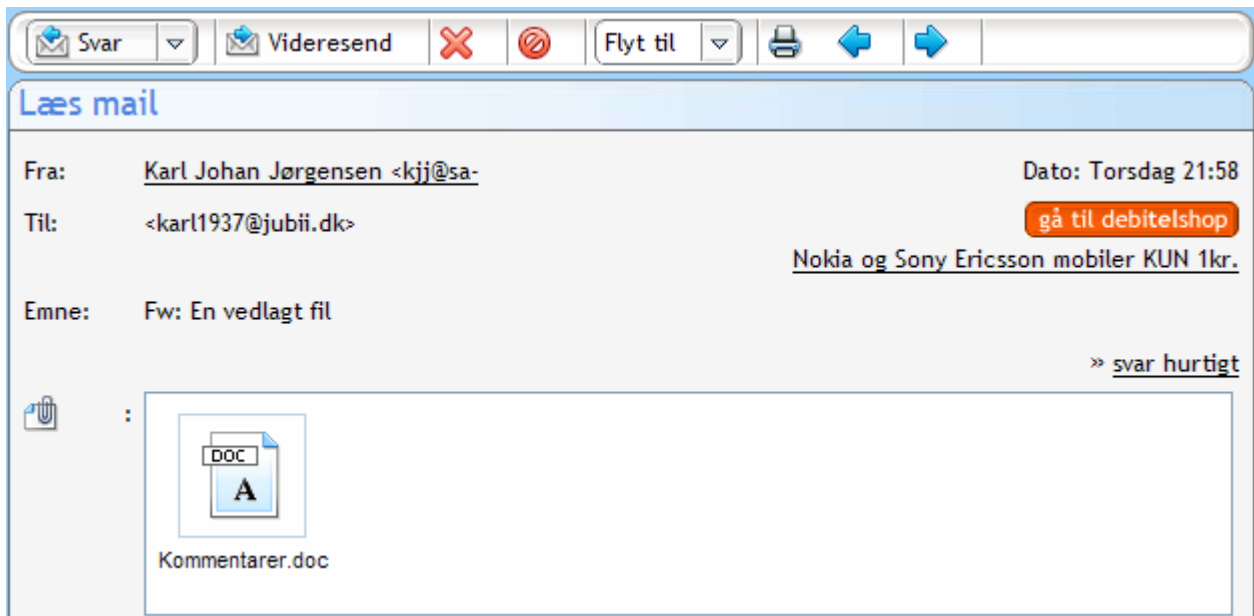 Svar Videresend Flyt til
Læs mail
Fra: Karl Johan Jørgensen <kjj@sa- Dato: Torsdag 21:58
Til: <karl1937@jubii.dk> gå til debitelshop
Nokia og Sony Ericsson mobiler KUN 1kr.
Emne: Fw: En vedlagt fil
» svar hurtigt
:
DOC
A
Kommentarer.doc